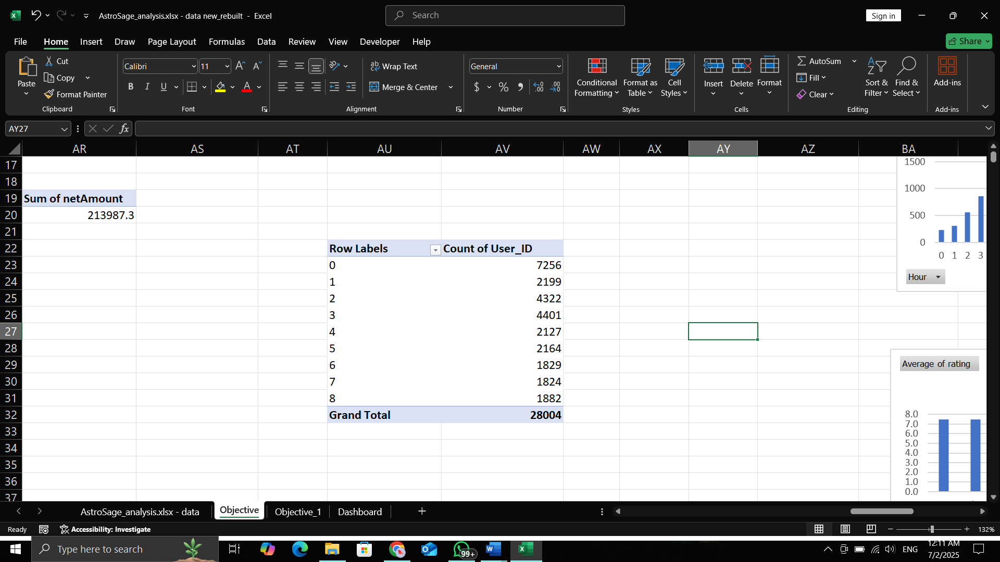 AstroSage_analysis.xlsx - data new_rebuilt - Excel
Search
Sign in
File Home Insert Draw Page Layout Formulas Data Review View Developer Help
Share
Paste
Cut
Copy
Format Painter
Clipboard
Calibri 11
B I U
Font
Wrap Text
Merge & Center
Alignment
General
$ % 9
Number
Conditional Formatting
Format as Table
Cell Styles
Styles
Insert Delete Format
Cells
AutoSum
Fill
Clear
Sort & Filter
Find & Select
Editing
Add-ins
Add-ins
AY27
fx
AR AS AT AU AV AW AX AY AZ BA
17
18
19 Sum of netAmount
20 213987.3
21
22 Row Labels Count of User_ID
23 0 7256
24 1 2199
25 2 4322
26 3 4401
27 4 2127
28 5 2164
29 6 1829
30 7 1824
31 8 1882
32 Grand Total 28004
33
34
35
36
37
1500
1000
500
0
0 1 2 3
Hour
Average of rating
8.0
7.0
6.0
5.0
4.0
3.0
2.0
1.0
0.0
AstroSage_analysis.xlsx - data Objective Objective_1 Dashboard
Ready Accessibility: Investigate 132%
Type here to search
99+
ENG
12:11 AM
7/2/2025